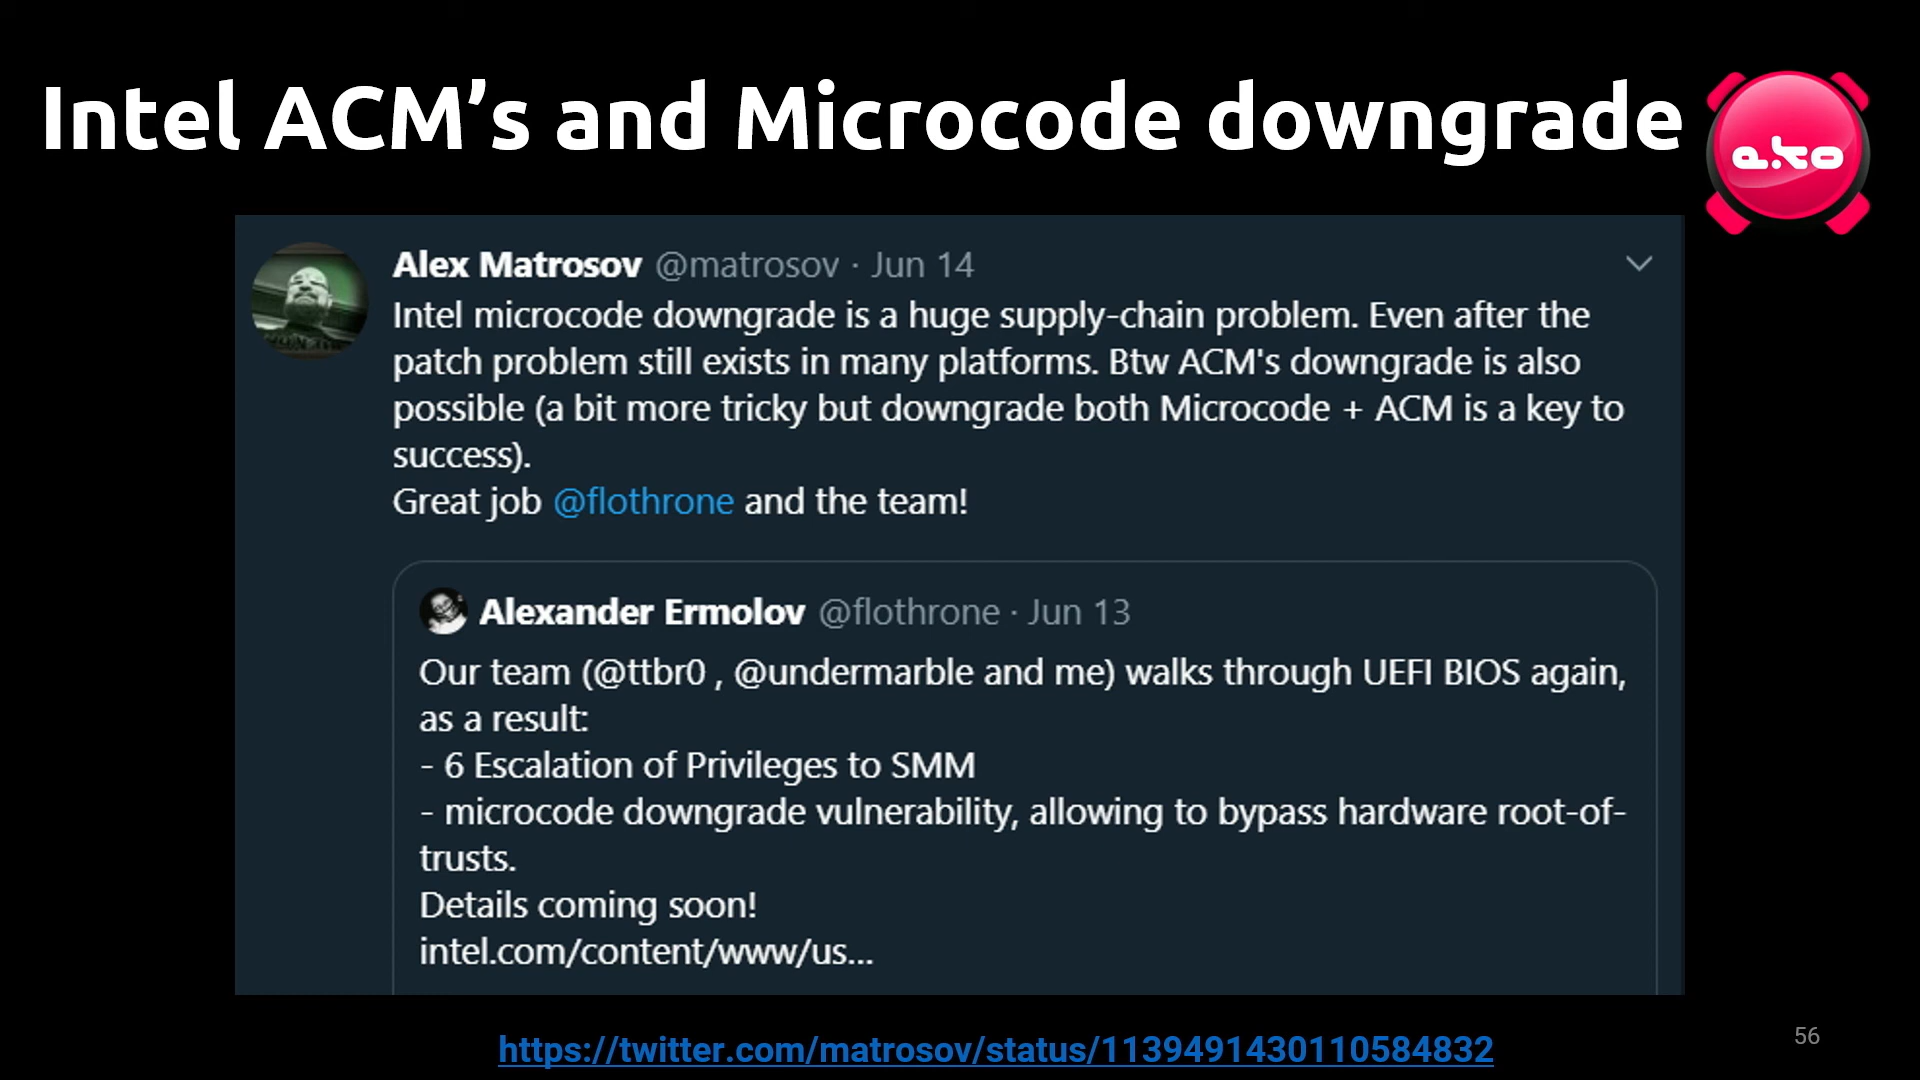 Intel ACM’s and Microcode downgrade
eko
Alex Matrosov @matrosov · Jun 14
Intel microcode downgrade is a huge supply-chain problem. Even after the
patch problem still exists in many platforms. Btw ACM's downgrade is also
possible (a bit more tricky but downgrade both Microcode + ACM is a key to
success).
Great job @flothrone and the team!
Alexander Ermolov @flothrone · Jun 13
Our team (@ttbr0 , @undermarble and me) walks through UEFI BIOS again,
as a result:
- 6 Escalation of Privileges to SMM
- microcode downgrade vulnerability, allowing to bypass hardware root-of-
trusts.
Details coming soon!
intel.com/content/www/us...
https://twitter.com/matrosov/status/1139491430110584832
56